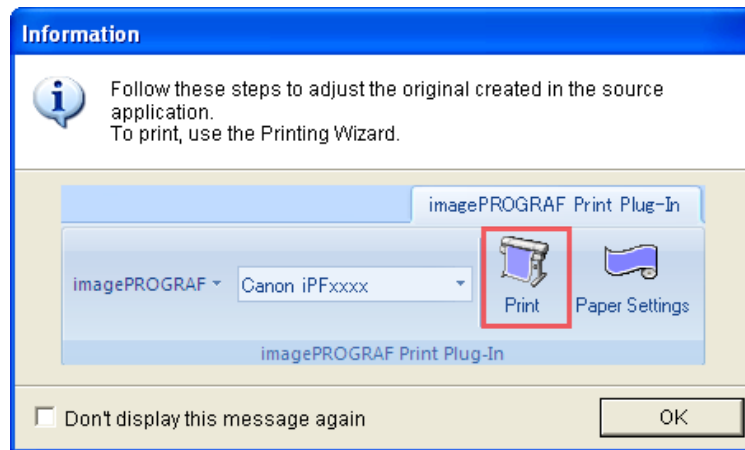 Information
Follow these steps to adjust the original created in the source
application.
To print, use the Printing Wizard.
imagePROGRAF Print Plug-In
imagePROGRAF
Canon iPFxxxx
Print
Paper Settings
imagePROGRAF Print Plug-In
Don't display this message again
OK